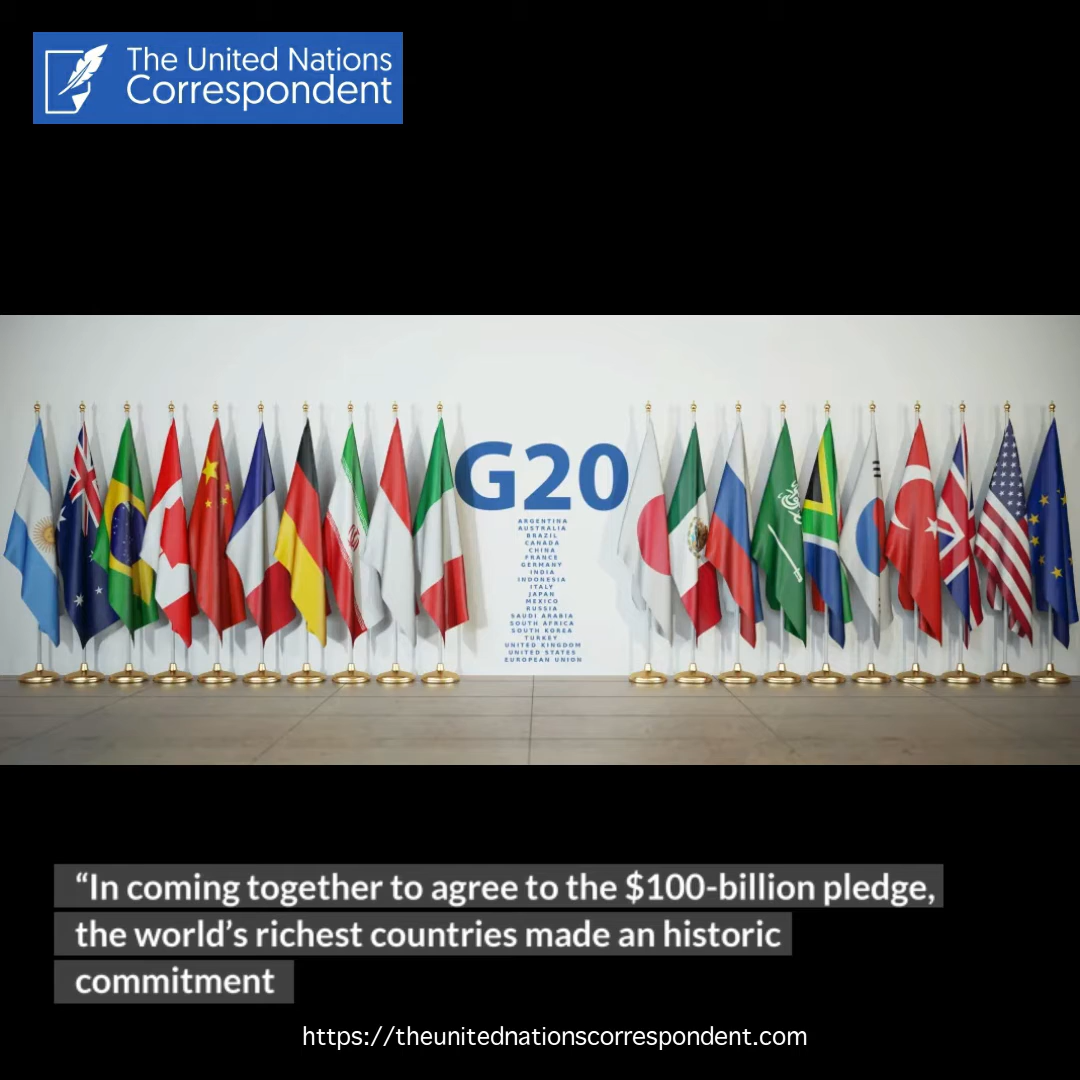 The United Nations
Correspondent
G20
ARGENTINA
AUSTRALIA
BRAZIL
CANADA
CHINA
FRANCE
GERMANY
INDIA
INDONESIA
ITALY
JAPAN
MEXICO
RUSSIA
SAUDI ARABIA
SOUTH AFRICA
SOUTH KOREA
TURKEY
UNITED KINGDOM
UNITED STATES
EUROPEAN UNION
“In coming together to agree to the $100-billion pledge,
the world’s richest countries made an historic
commitment
https://theunitednationscorrespondent.com